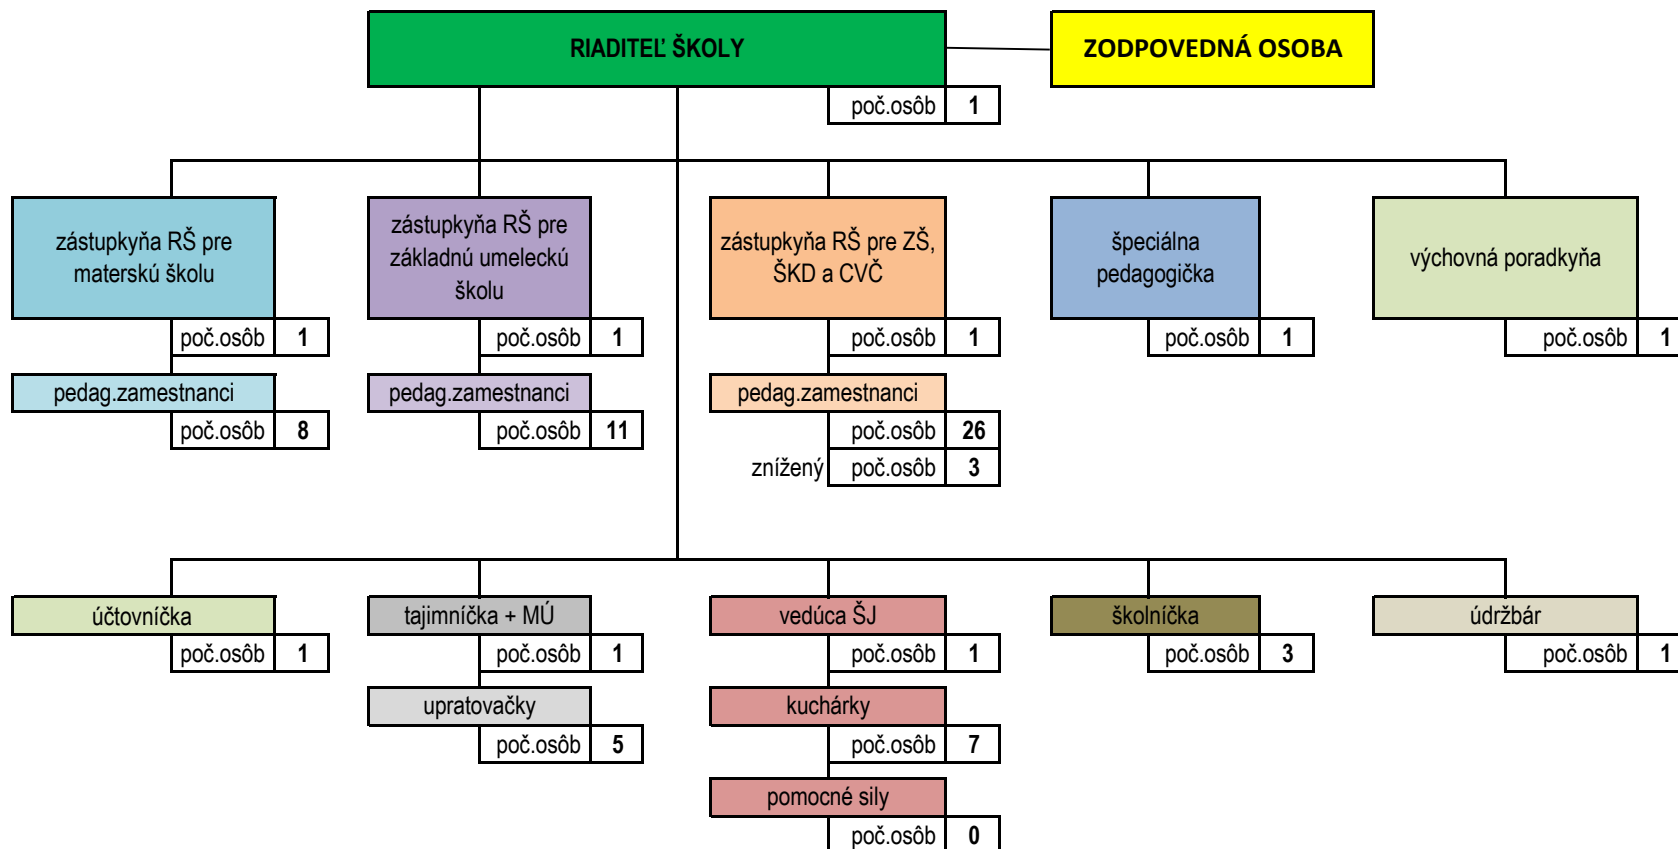 RIADITEĽ ŠKOLY
ZODPOVEDNÁ OSOBA
poč.osôb 1
zástupkyňa RŠ pre
materskú školu
poč.osôb 1
pedag.zamestnanci
poč.osôb 8
zástupkyňa RŠ pre
základnú umeleckú
školu
poč.osôb 1
pedag.zamestnanci
poč.osôb 11
zástupkyňa RŠ pre ZŠ,
ŠKD a CVČ
poč.osôb 1
pedag.zamestnanci
poč.osôb 26
znížený poč.osôb 3
špeciálna
pedagogička
poč.osôb 1
výchovná poradkyňa
poč.osôb 1
účtovníčka
poč.osôb 1
tajimníčka + MÚ
poč.osôb 1
upratovačky
poč.osôb 5
vedúca ŠJ
poč.osôb 1
kuchárky
poč.osôb 7
pomocné sily
poč.osôb 0
školníčka
poč.osôb 3
údržbár
poč.osôb 1